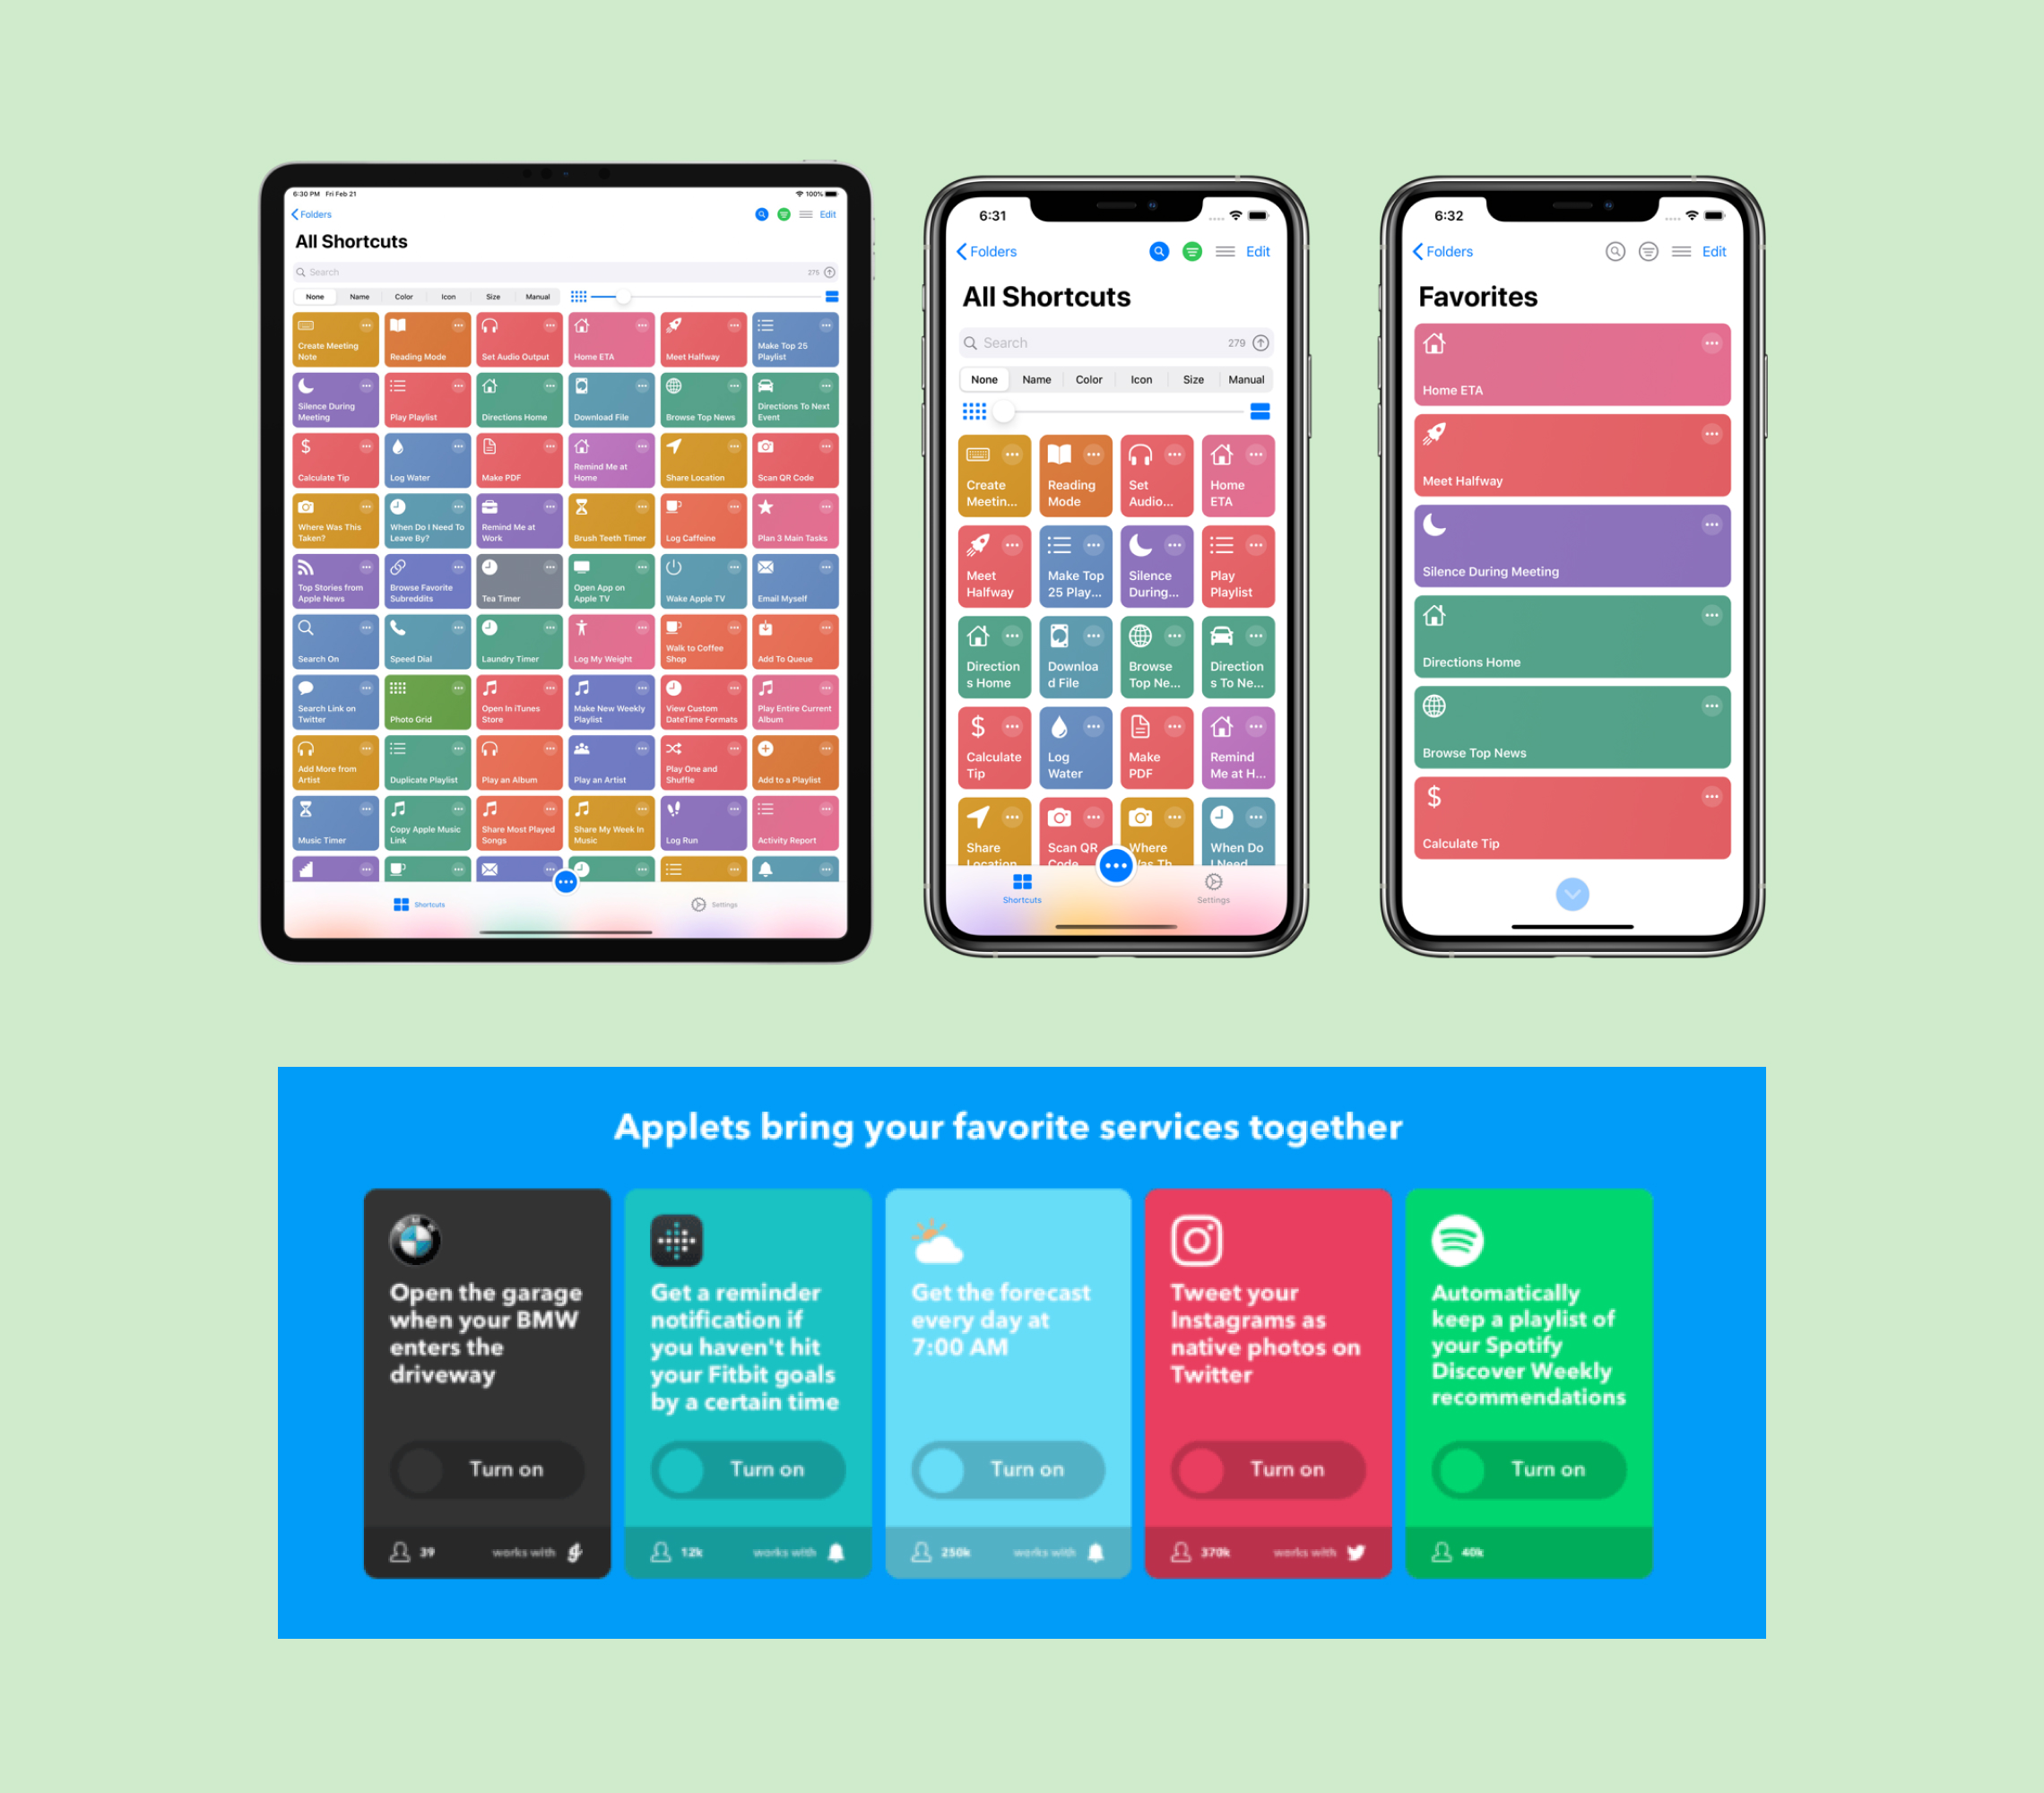 6:30 PM Fri Feb 21
100%
Folders
Edit
All Shortcuts
Search
275
None Name Color Icon Size Manual
Create Meeting
Note
Reading Mode
Set Audio Output
Home ETA
Meet Halfway
Make Top 25
Playlist
Silence During
Meeting
Play Playlist
Directions Home
Download File
Browse Top News
Directions To Next
Event
Calculate Tip
Log Water
Make PDF
Remind Me at
Home
Share Location
Scan QR Code
Where Was This
Taken?
When Do I Need To
Leave By?
Remind Me at
Work
Brush Teeth Timer
Log Caffeine
Plan 3 Main Tasks
Top Stories from
Apple News
Browse Favorite
Subreddits
Tea Timer
Open App on
Apple TV
Wake Apple TV
Email Myself
Search On
Speed Dial
Laundry Timer
Log My Weight
Walk to Coffee
Shop
Add To Queue
Search Link on
Twitter
Photo Grid
Open In iTunes
Store
Make New Weekly
Playlist
View Custom
DateTime Formats
Play Entire Current
Album
Add More from
Artist
Duplicate Playlist
Play an Album
Play an Artist
Play One and
Shuffle
Add to a Playlist
Music Timer
Copy Apple Music
Link
Share Most Played
Songs
Share My Week In
Music
Log Run
Activity Report
Shortcuts
Settings
6:31
Folders
Edit
All Shortcuts
Search
279
None Name Color Icon Size Manual
Create
Meetin...
Reading
Mode
Set
Audio...
Home
ETA
Meet
Halfway
Make Top
25 Play...
Silence
During...
Play
Playlist
Direction
s Home
Downloa
d File
Browse
Top Ne...
Direction
s To Ne...
Calculate
Tip
Log
Water
Make
PDF
Remind
Me at H...
Share
Location
Scan QR
Code
Where
Was Th...
When Do
I Need
Shortcuts
Settings
6:32
Folders
Edit
Favorites
Home ETA
Meet Halfway
Silence During Meeting
Directions Home
Browse Top News
Calculate Tip
Applets bring your favorite services together
BMW
Open the garage
when your BMW
enters the
driveway
Turn on
39
works with
Get a reminder
notification if
you haven't hit
your Fitbit goals
by a certain time
Turn on
12k
works with
Get the forecast
every day at
7:00 AM
Turn on
250k
works with
Tweet your
Instagrams as
native photos on
Twitter
Turn on
370k
works with
Automatically
keep a playlist of
your Spotify
Discover Weekly
recommendations
Turn on
40k